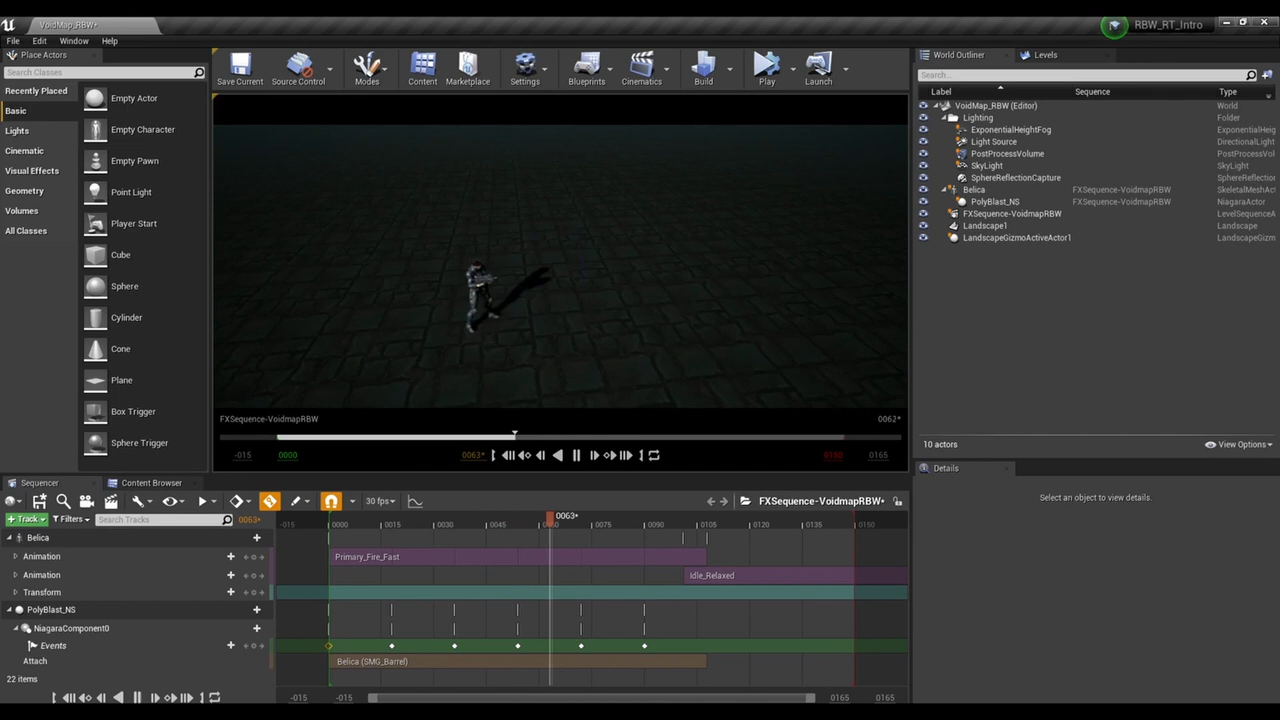 VoidMap_RBW*
RBW_RT_Intro
File Edit Window Help
Place Actors
Search Classes
Recently Placed
Basic
Lights
Cinematic
Visual Effects
Geometry
Volumes
All Classes
Empty Actor
Empty Character
Empty Pawn
Point Light
Player Start
Cube
Sphere
Cylinder
Cone
Plane
Box Trigger
Sphere Trigger
Save Current Source Control Modes Content Marketplace Settings Blueprints Cinematics Build Play Launch
FXSequence-VoidmapRBW 0062*
-015 0000 0063* 0150 0165
World Outliner Levels
Search...
Label Sequence Type
VoidMap_RBW (Editor) World
Lighting Folder
ExponentialHeightFog ExponentialHeig
Light Source DirectionalLight
PostProcessVolume PostProcessVol
SkyLight SkyLight
SphereReflectionCapture SphereReflection
Belica FXSequence-VoidmapRBW SkeletalMeshAct
PolyBlast_NS FXSequence-VoidmapRBW NiagaraActor
FXSequence-VoidmapRBW LevelSequenceA
Landscape1 Landscape
LandscapeGizmoActiveActor1 LandscapeGizm
10 actors View Options
Details
Select an object to view details.
Sequencer Content Browser
30 fps FXSequence-VoidmapRBW*
+ Track Filters Search Tracks 0063*
-015 0000 0015 0030 0045 0063* 0075 0090 0105 0120 0135 0150
Belica
Animation Primary_Fire_Fast
Animation Idle_Relaxed
Transform
PolyBlast_NS
NiagaraComponent0
Events
Attach Belica (SMG_Barrel)
22 items
-015 -015 0165 0165